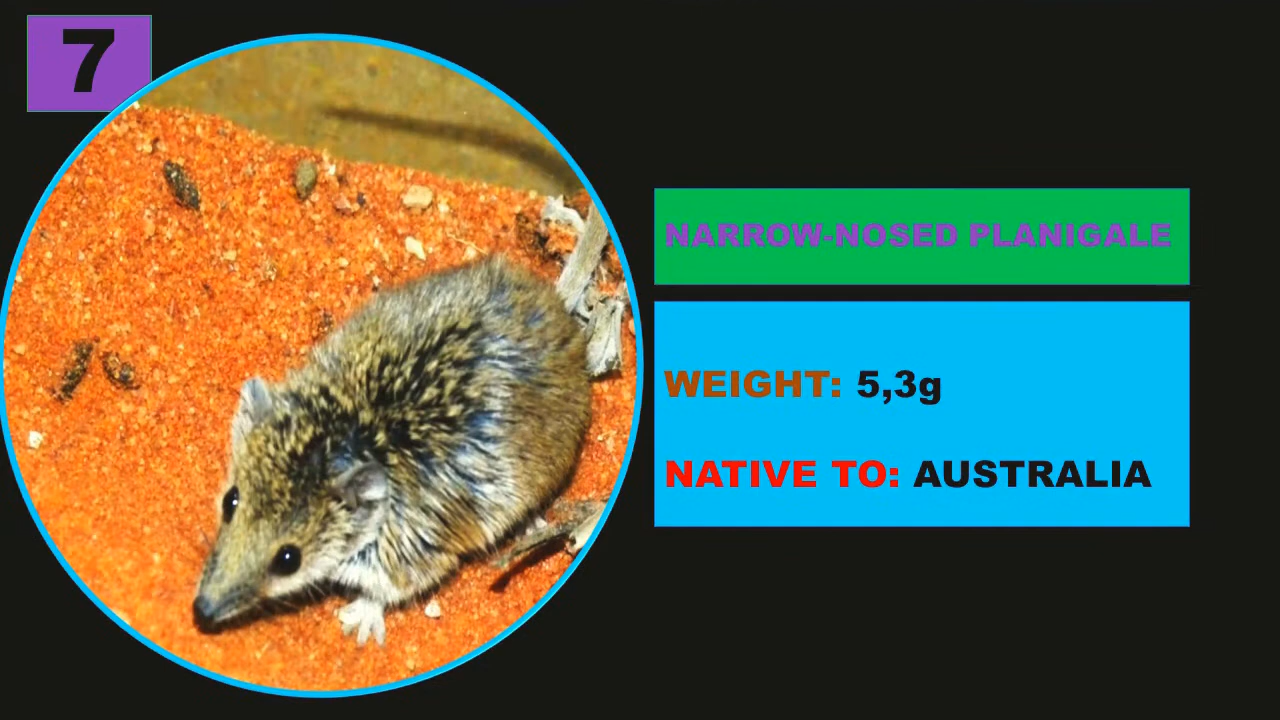 7
NARROW-NOSED PLANIGALE
WEIGHT: 5,3g
NATIVE TO: AUSTRALIA